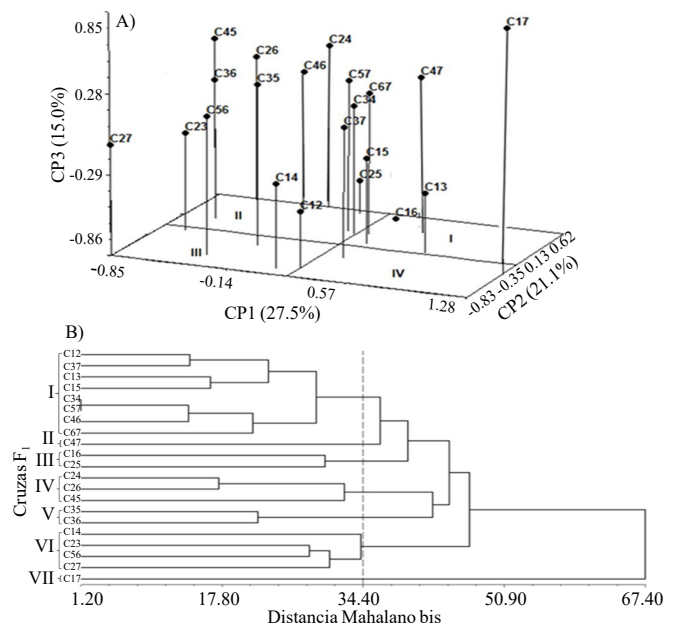 A)
0.85
0.28
-0.29
-0.86
CP3 (15.0%)
C45
C26
C24
C17
C36
C35
C46
C57
C67
C47
C34
C56
C37
C23
C27
C15
C14
C25
C13
C12
C16
I
II
III
IV
-0.85
-0.14
0.57
1.28
CP1 (27.5%)
-0.83 -0.35 0.13 0.62
CP2 (21.1%)
B)
Cruzas F1
I
C12
C37
C13
C15
C34
C57
C46
C67
II
C47
III
C16
C25
IV
C24
C26
C45
V
C35
C36
VI
C14
C23
C56
C27
VII
C17
1.20 17.80 34.40 50.90 67.40
Distancia Mahalano bis